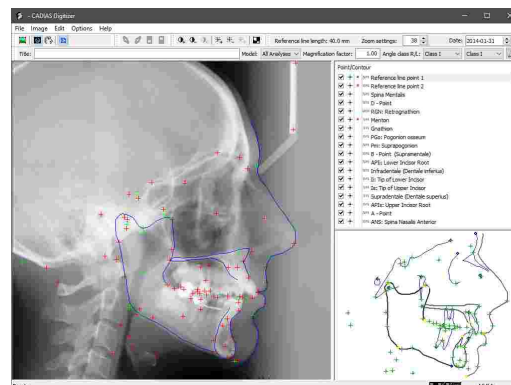 - CADIAS Digitizer
File Image Edit Options Help
Reference line length: 40.0 mm Zoom settings: 38 Date: 2014-01-31
Title: Model: All Analyses Magnification factor: 1.00 Angle class R/L: Class I Class I
Point/Contour
Reference line point 1
Reference line point 2
Spina Mentalis
D - Point
RGN: Retrognathion
Menton
Gnathion
PGo: Pogonion osseum
Pm: Suprapogonion
B - Point (Supramentale)
APIi: Lower Incisor Root
Infradentale (Dentale inferius)
Ii: Tip of Lower Incisor
Is: Tip of Upper Incisor
Supradentale (Dentale superius)
APIs: Upper Incisor Root
A - Point
ANS: Spina Nasalis Anterior